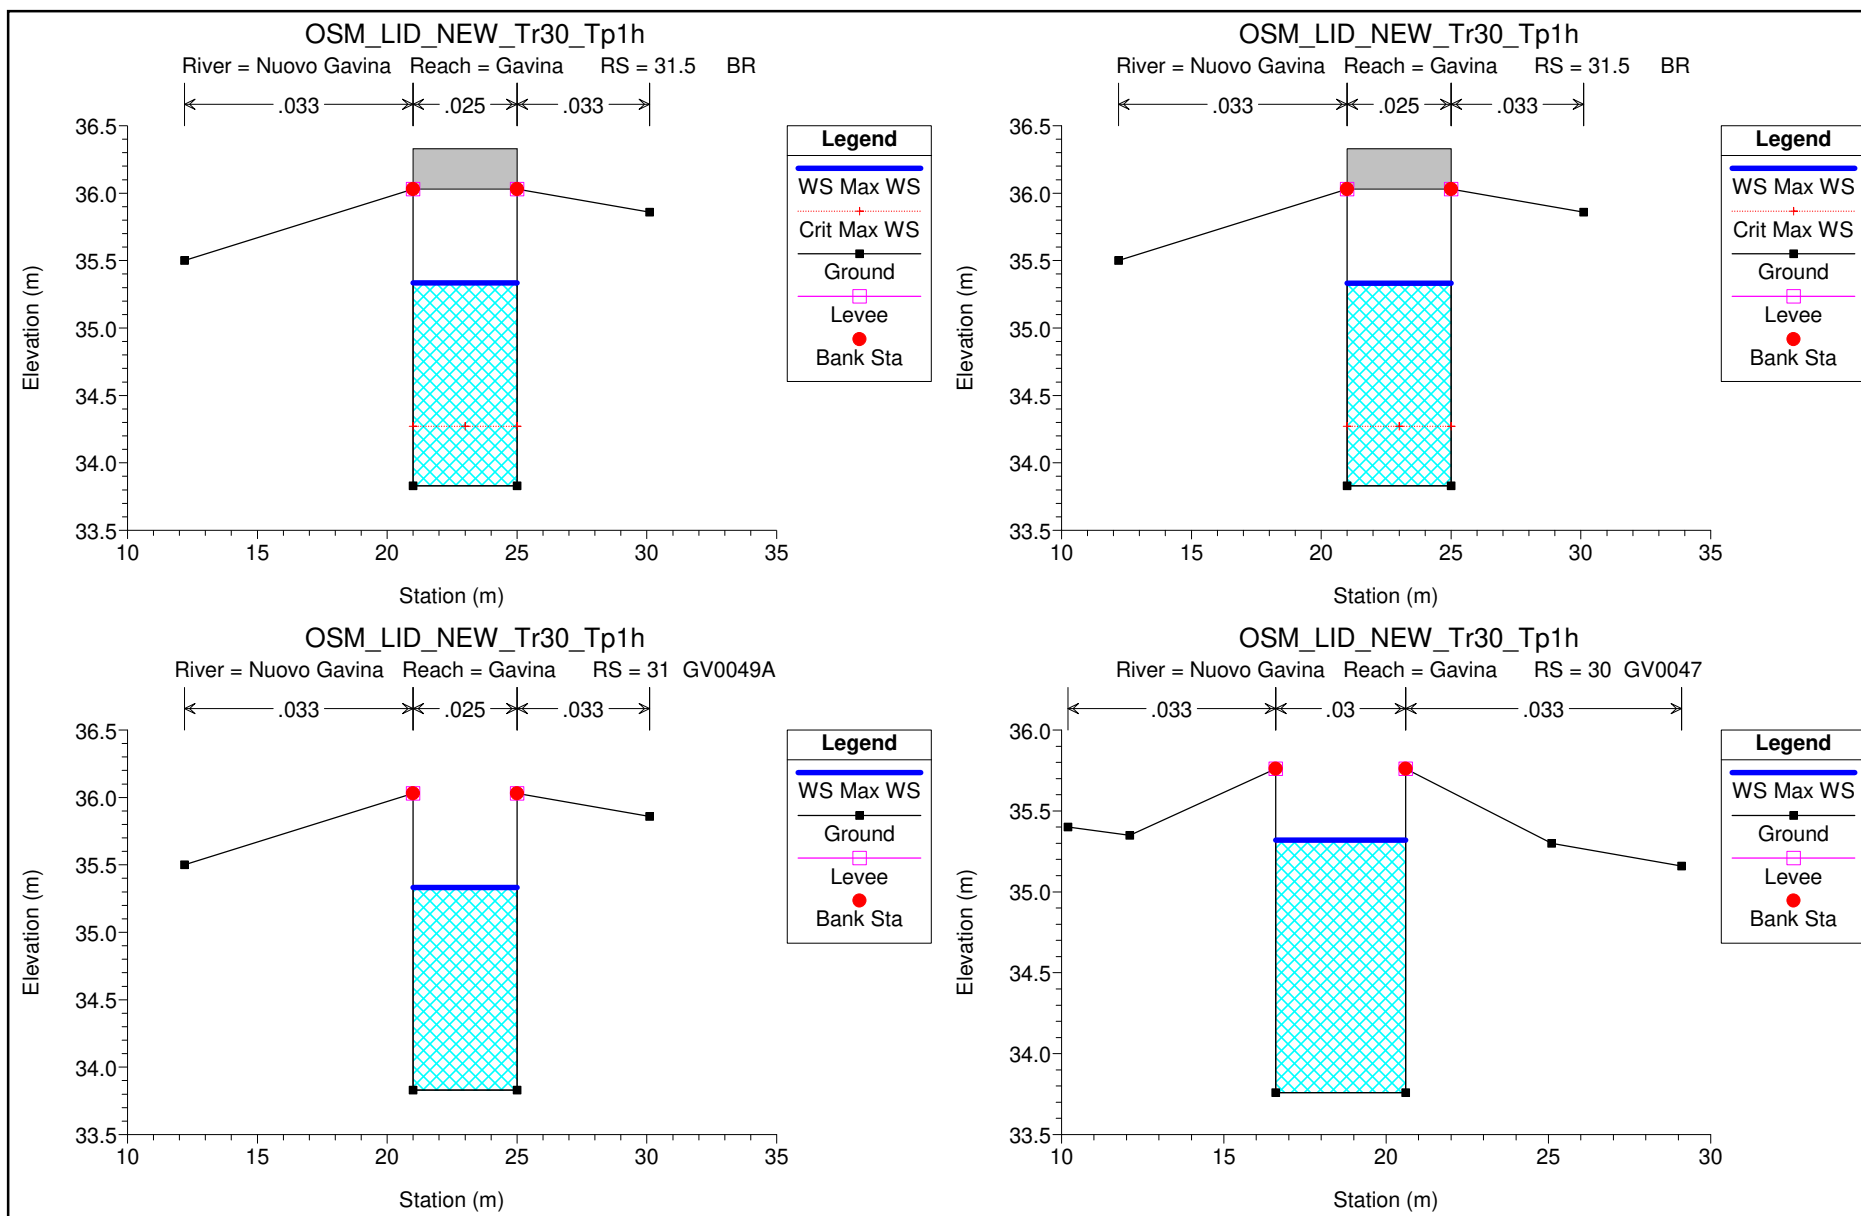 OSM_LID_NEW_Tr30_Tp1h
River = Nuovo Gavina Reach = Gavina RS = 31.5 BR
.033 .025 .033
36.5
36.0
35.5
35.0
34.5
34.0
33.5
Elevation (m)
10 15 20 25 30 35
Station (m)
Legend
WS Max WS
Crit Max WS
Ground
Levee
Bank Sta
OSM_LID_NEW_Tr30_Tp1h
River = Nuovo Gavina Reach = Gavina RS = 31.5 BR
.033 .025 .033
36.5
36.0
35.5
35.0
34.5
34.0
33.5
Elevation (m)
10 15 20 25 30 35
Station (m)
Legend
WS Max WS
Crit Max WS
Ground
Levee
Bank Sta
OSM_LID_NEW_Tr30_Tp1h
River = Nuovo Gavina Reach = Gavina RS = 31 GV0049A
.033 .025 .033
36.5
36.0
35.5
35.0
34.5
34.0
33.5
Elevation (m)
10 15 20 25 30 35
Station (m)
Legend
WS Max WS
Ground
Levee
Bank Sta
OSM_LID_NEW_Tr30_Tp1h
River = Nuovo Gavina Reach = Gavina RS = 30 GV0047
.033 .03 .033
36.0
35.5
35.0
34.5
34.0
33.5
Elevation (m)
10 15 20 25 30
Station (m)
Legend
WS Max WS
Ground
Levee
Bank Sta